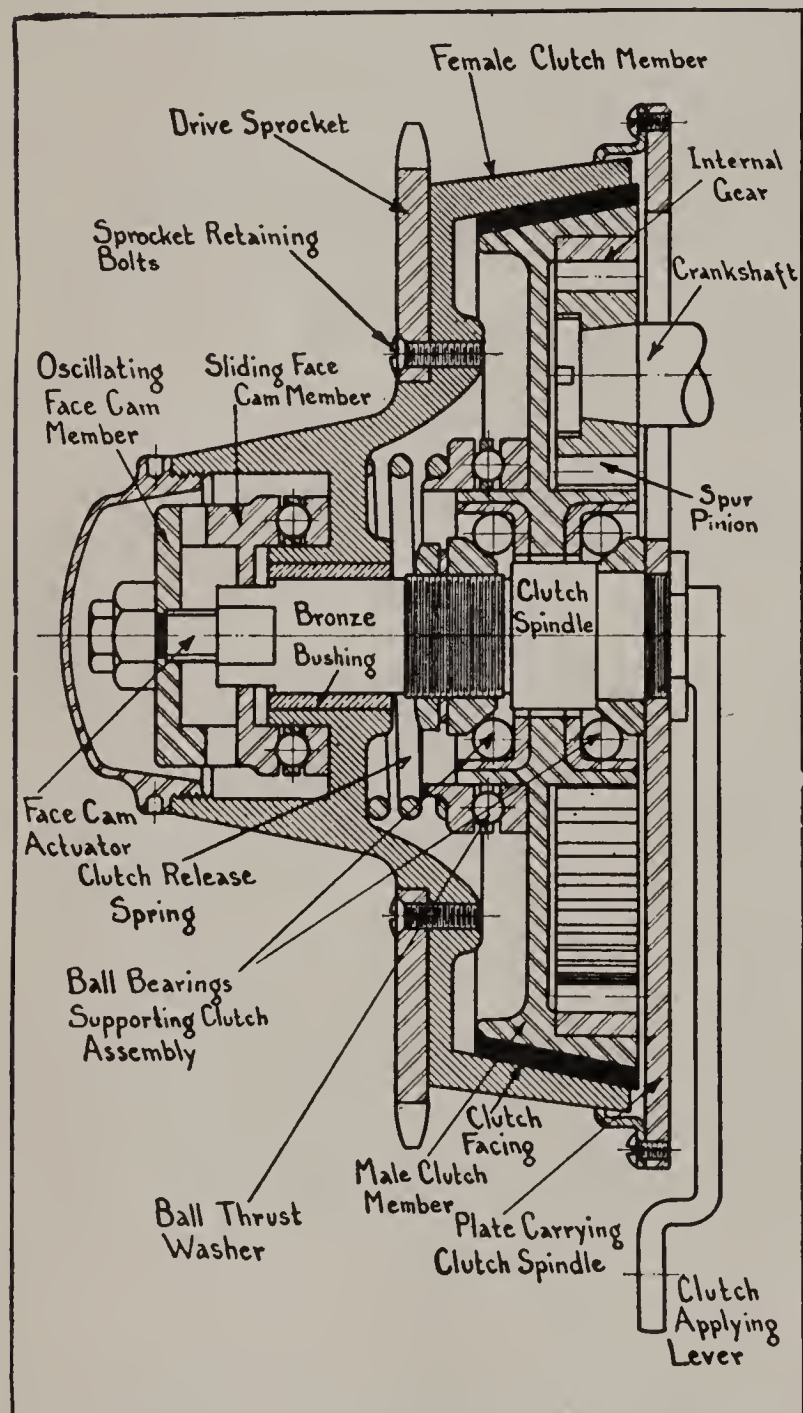 Female Clutch Member
Drive Sprocket
Internal
Gear
Sprocket Retaining
Bolts
Crankshaft
Oscillating
Face Cam
Member
Sliding Face
Cam Member
Spur
Pinion
Clutch
Spindle
Bronze
Bushing
Face Cam
Actuator
Clutch Release
Spring
Ball Bearings
Supporting Clutch
Assembly
Clutch
Facing
Male Clutch
Member
Ball Thrust
Washer
Plate Carrying
Clutch Spindle
Clutch
Applying
Lever